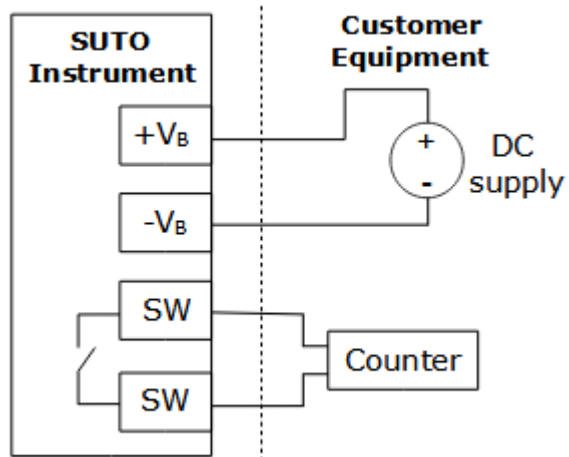 SUTO
Instrument
Customer
Equipment
+VB
-VB
SW
SW
+
-
DC
supply
Counter